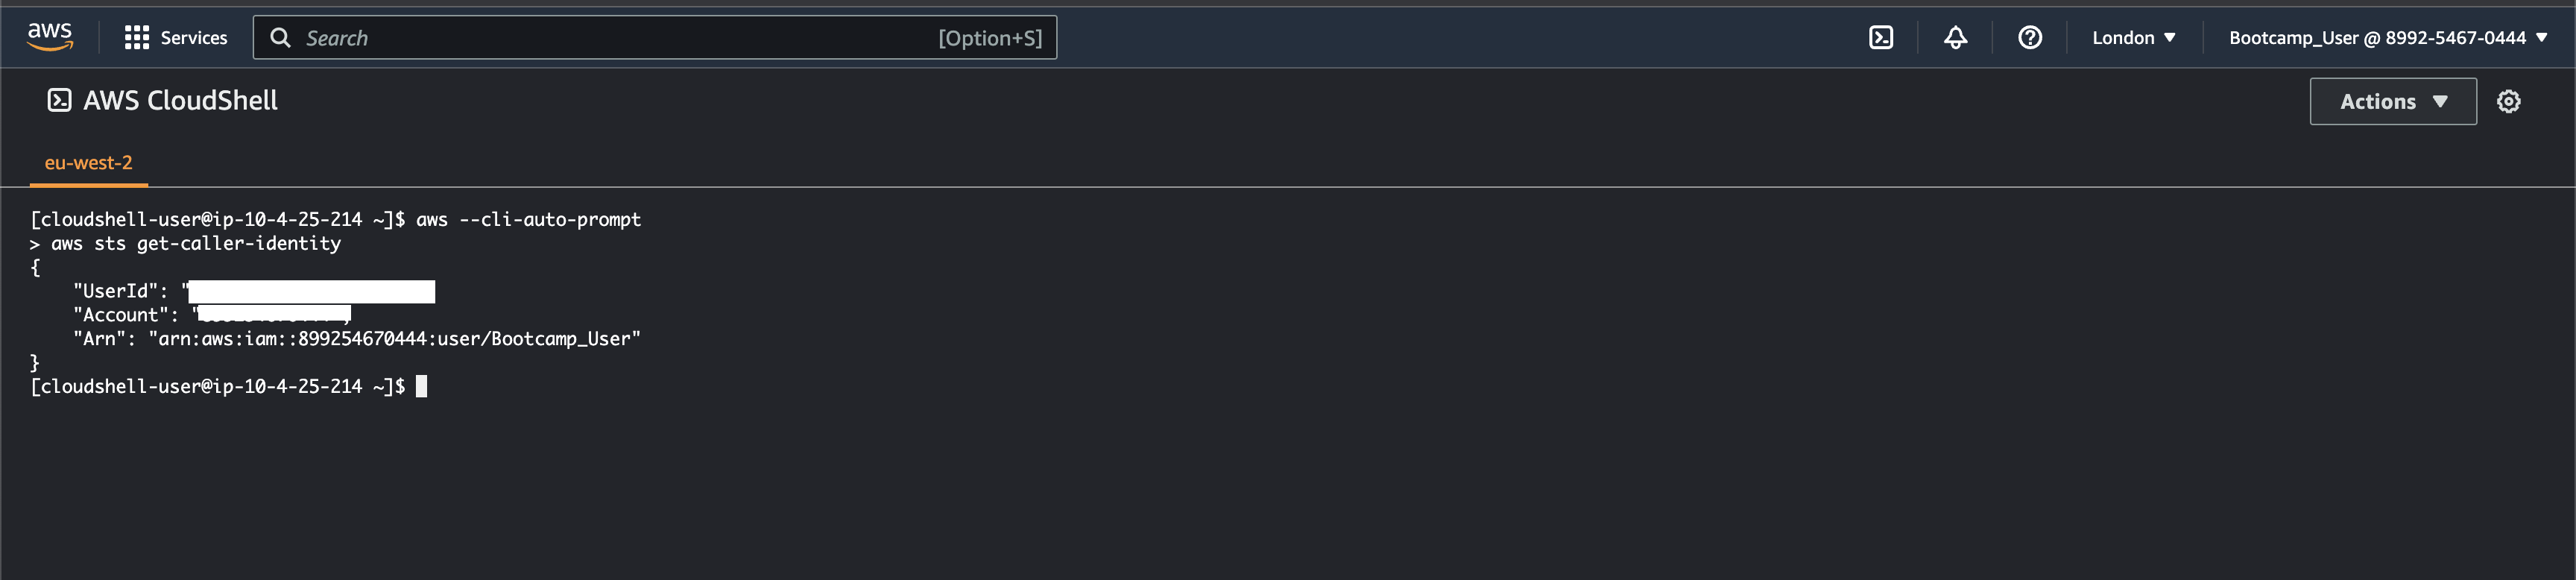 aws Services Search [Option+S] London Bootcamp_User @ 8992-5467-0444
AWS CloudShell Actions
eu-west-2
[cloudshell-user@ip-10-4-25-214 ~]$ aws --cli-auto-prompt
> aws sts get-caller-identity
{
"UserId": "
"Account": "
"Arn": "arn:aws:iam::899254670444:user/Bootcamp_User"
}
[cloudshell-user@ip-10-4-25-214 ~]$